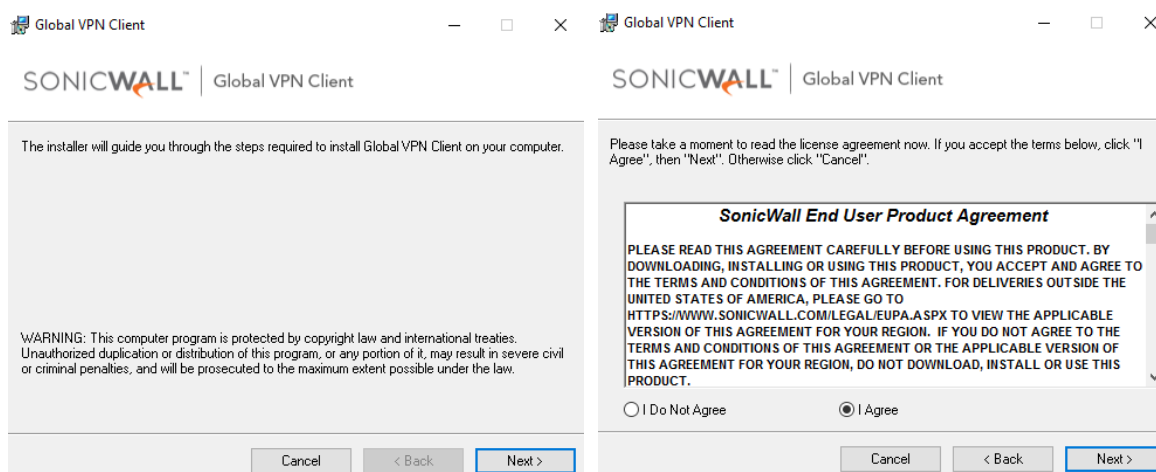 Global VPN Client
SONICWALL™ Global VPN Client
The installer will guide you through the steps required to install Global VPN Client on your computer.
WARNING: This computer program is protected by copyright law and international treaties.
Unauthorized duplication or distribution of this program, or any portion of it, may result in severe civil
or criminal penalties, and will be prosecuted to the maximum extent possible under the law.
Cancel < Back Next >
Global VPN Client
SONICWALL™ Global VPN Client
Please take a moment to read the license agreement now. If you accept the terms below, click "I
Agree", then "Next". Otherwise click "Cancel".
SonicWall End User Product Agreement
PLEASE READ THIS AGREEMENT CAREFULLY BEFORE USING THIS PRODUCT. BY
DOWNLOADING, INSTALLING OR USING THIS PRODUCT, YOU ACCEPT AND AGREE TO
THE TERMS AND CONDITIONS OF THIS AGREEMENT. FOR DELIVERIES OUTSIDE THE
UNITED STATES OF AMERICA, PLEASE GO TO
HTTPS://WWW.SONICWALL.COM/LEGAL/EUPA.ASPX TO VIEW THE APPLICABLE
VERSION OF THIS AGREEMENT FOR YOUR REGION. IF YOU DO NOT AGREE TO THE
TERMS AND CONDITIONS OF THIS AGREEMENT OR THE APPLICABLE VERSION OF
THIS AGREEMENT FOR YOUR REGION, DO NOT DOWNLOAD, INSTALL OR USE THIS
PRODUCT.
I Do Not Agree I Agree
Cancel < Back Next >